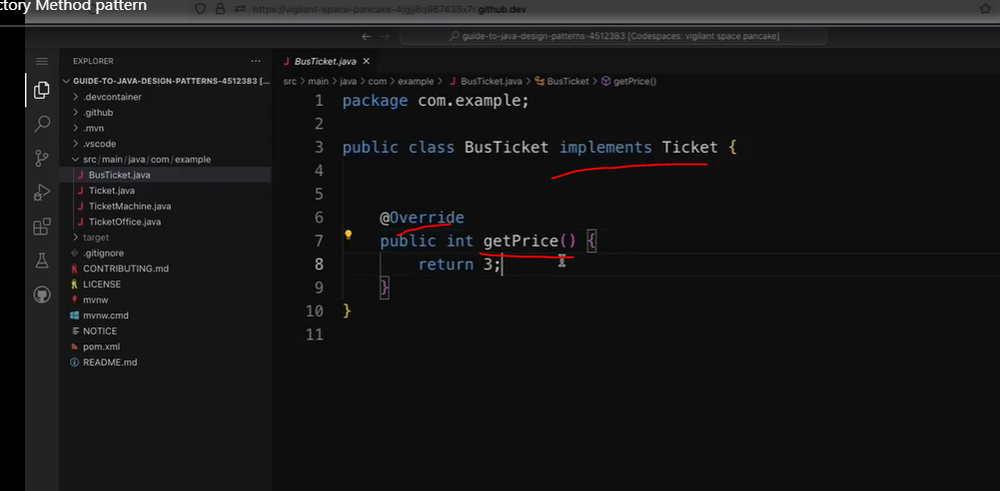 ctory Method pattern
https://vigilant-space-pancake-4jgjj6q967435x7t.github.dev
guide-to-java-design-patterns-4512383 [Codespaces: vigilant space pancake]
EXPLORER
BusTicket.java
GUIDE-TO-JAVA-DESIGN-PATTERNS-4512383 [...
src > main > java > com > example > BusTicket.java > BusTicket > getPrice()
.devcontainer
.github
.mvn
.vscode
src/main/java/com/example
BusTicket.java
Ticket.java
TicketMachine.java
TicketOffice.java
target
.gitignore
CONTRIBUTING.md
LICENSE
mvnw
mvnw.cmd
NOTICE
pom.xml
README.md
1 package com.example;
2
3 public class BusTicket implements Ticket {
4
5
6 @Override
7 public int getPrice() {
8 return 3;
9 }
10 }
11